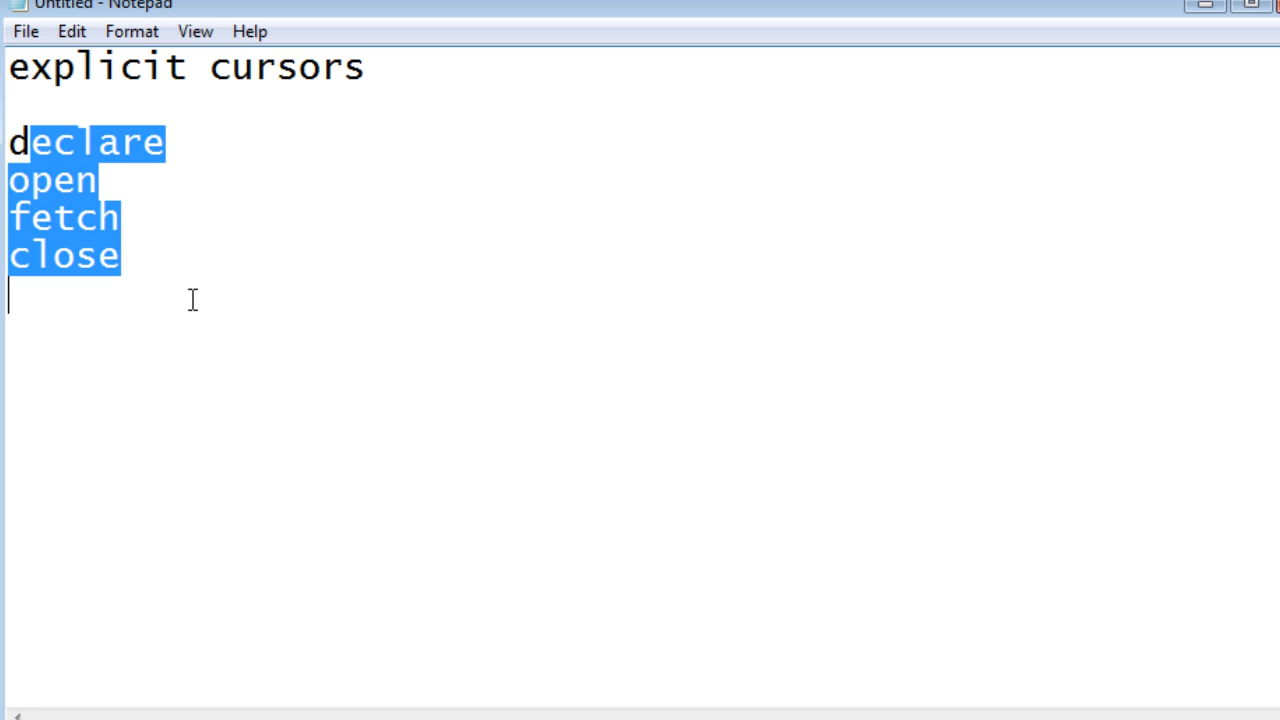 Untitled - Notepad
File Edit Format View Help
explicit cursors
declare
open
fetch
close